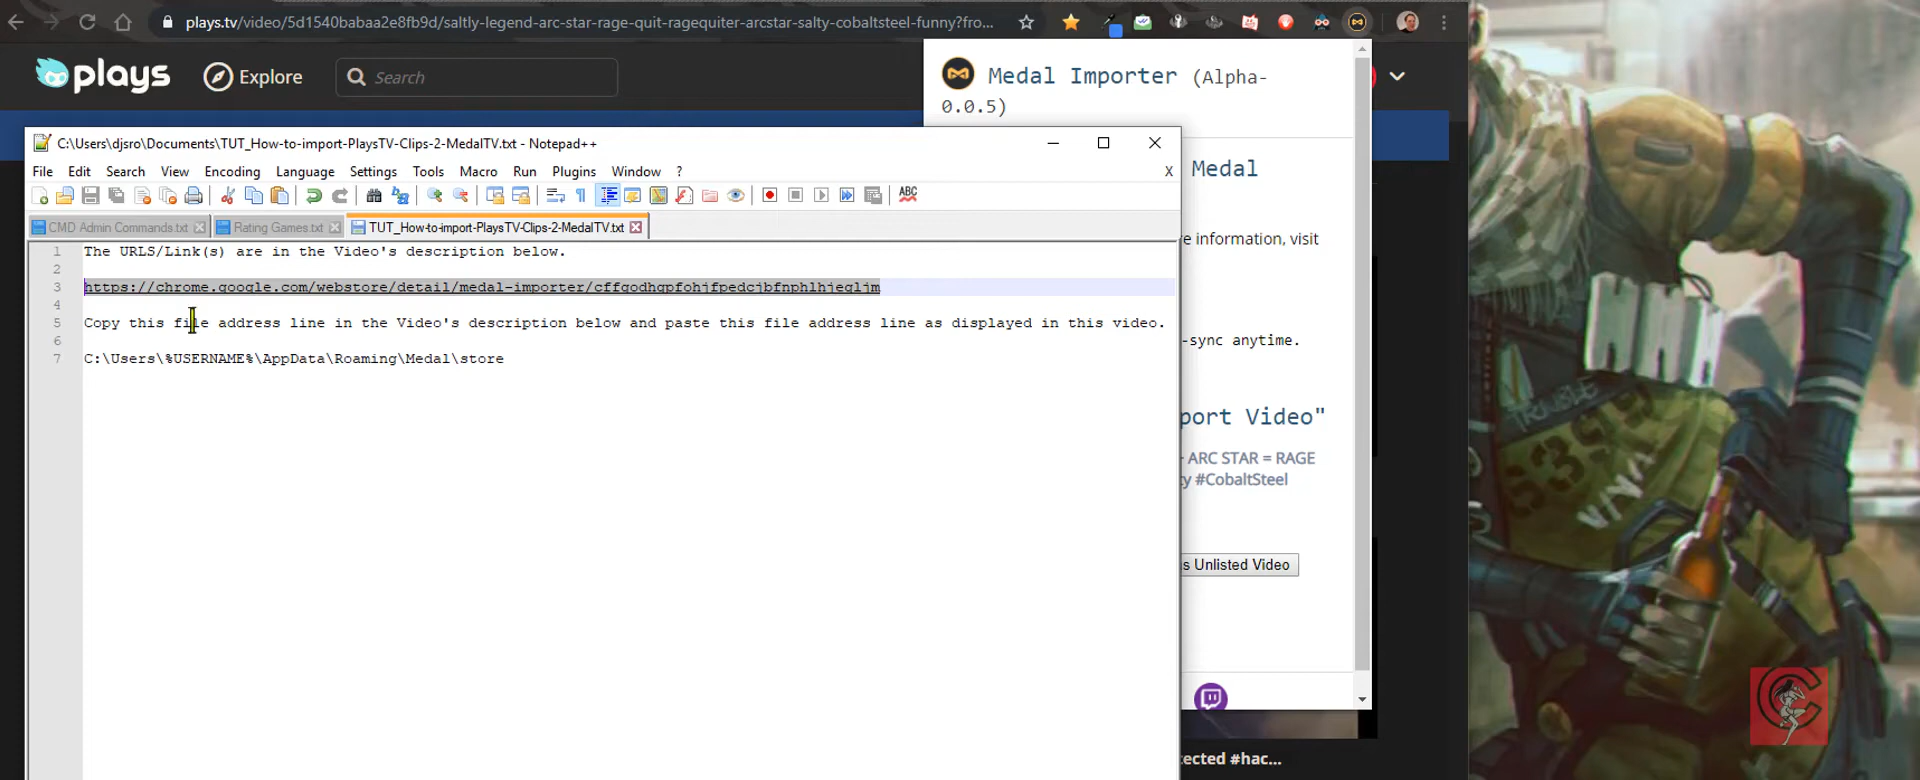 plays.tv/video/5d1540babaa2e8fb9d/saltly-legend-arc-star-rage-quit-ragequiter-arcstar-salty-cobaltsteel-funny?fro...
plays
Explore
Search
Medal Importer (Alpha-
0.0.5)
C:\Users\djsro\Documents\TUT_How-to-import-PlaysTV-Clips-2-MedalTV.txt - Notepad++
File Edit Search View Encoding Language Settings Tools Macro Run Plugins Window ?
X
Medal
ABC
CMD Admin Commands.txt
Rating Games.txt
TUT_How-to-import-PlaysTV-Clips-2-MedalTV.txt
e information, visit
1 The URLS/Link(s) are in the Video's description below.
2
3 https://chrome.google.com/webstore/detail/medal-importer/cffgodhgpfohjfpedcjbfnphlhjegljm
4
5 Copy this file address line in the Video's description below and paste this file address line as displayed in this video.
6
7 C:\Users\%USERNAME%\AppData\Roaming\Medal\store
-sync anytime.
port Video"
ARC STAR = RAGE
ty #CobaltSteel
s Unlisted Video
TROUBLE
ected #hac...